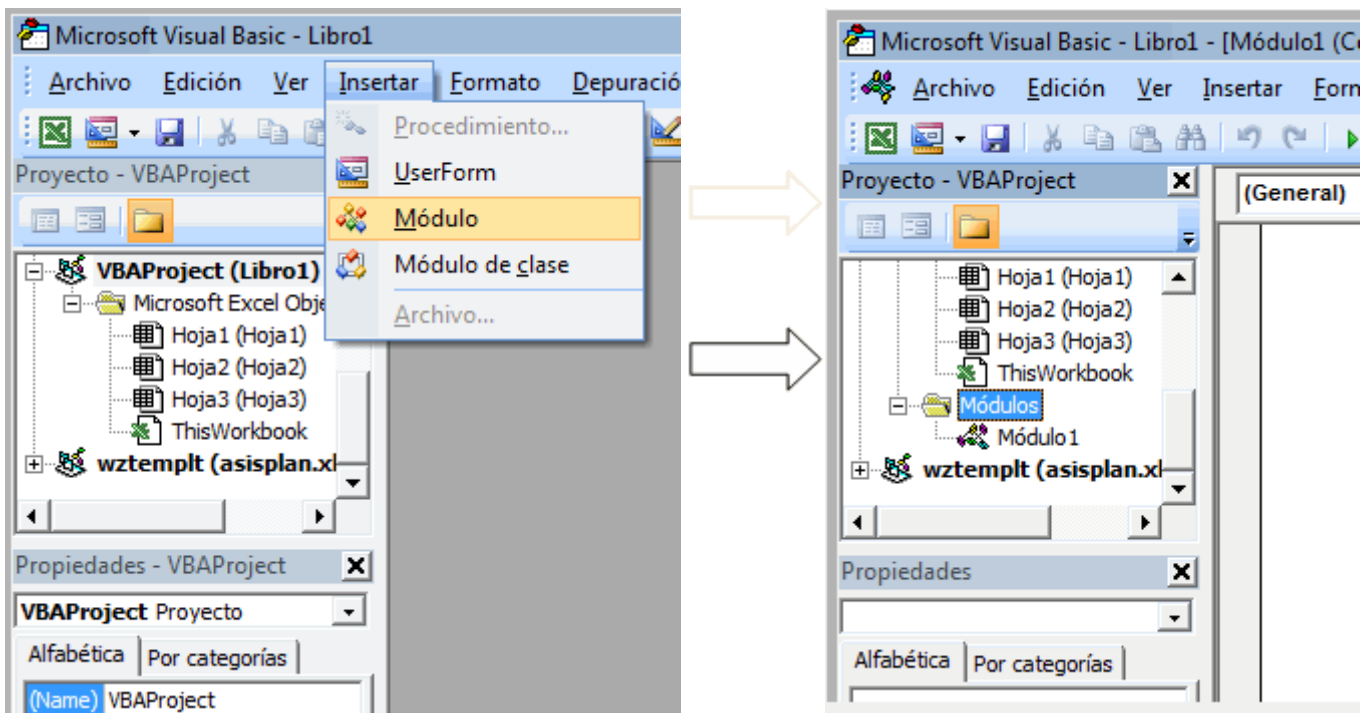 Microsoft Visual Basic - Libro1
Archivo Edición Ver Insertar Formato Depuració
Procedimiento...
UserForm
Módulo
Módulo de clase
Archivo...
Proyecto - VBAProject
VBAProject (Libro1)
Microsoft Excel Obje
Hoja1 (Hoja1)
Hoja2 (Hoja2)
Hoja3 (Hoja3)
ThisWorkbook
wztemplt (asisplan.xl
Propiedades - VBAProject
VBAProject Proyecto
Alfabética Por categorías
(Name) VBAProject
Microsoft Visual Basic - Libro1 - [Módulo1 (Co
Archivo Edición Ver Insertar Form
Proyecto - VBAProject
(General)
Hoja1 (Hoja1)
Hoja2 (Hoja2)
Hoja3 (Hoja3)
ThisWorkbook
Módulos
Módulo1
wztemplt (asisplan.xl
Propiedades
Alfabética Por categorías